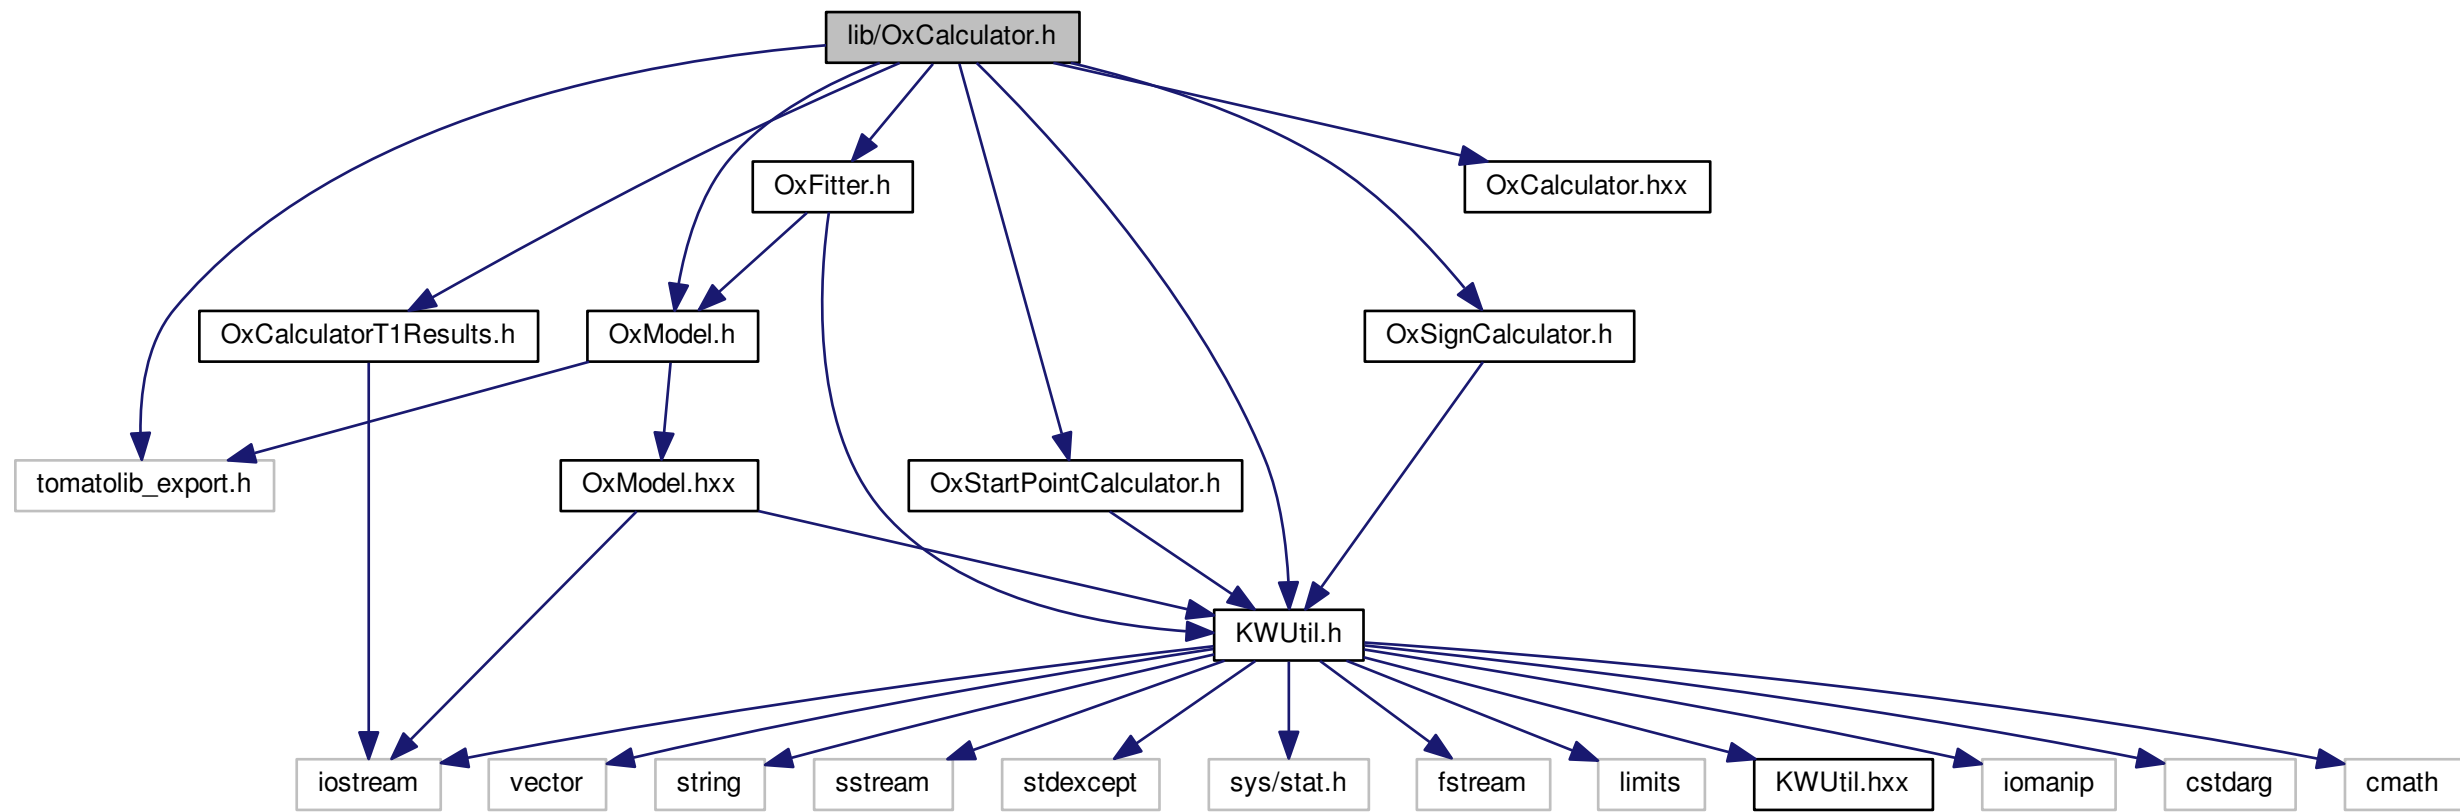 lib/OxCalculator.h
OxFitter.h
OxCalculator.hxx
OxCalculatorT1Results.h
OxModel.h
OxSignCalculator.h
tomatolib_export.h
OxModel.hxx
OxStartPointCalculator.h
KWUtil.h
iostream
vector
string
sstream
stdexcept
sys/stat.h
fstream
limits
KWUtil.hxx
iomanip
cstdarg
cmath